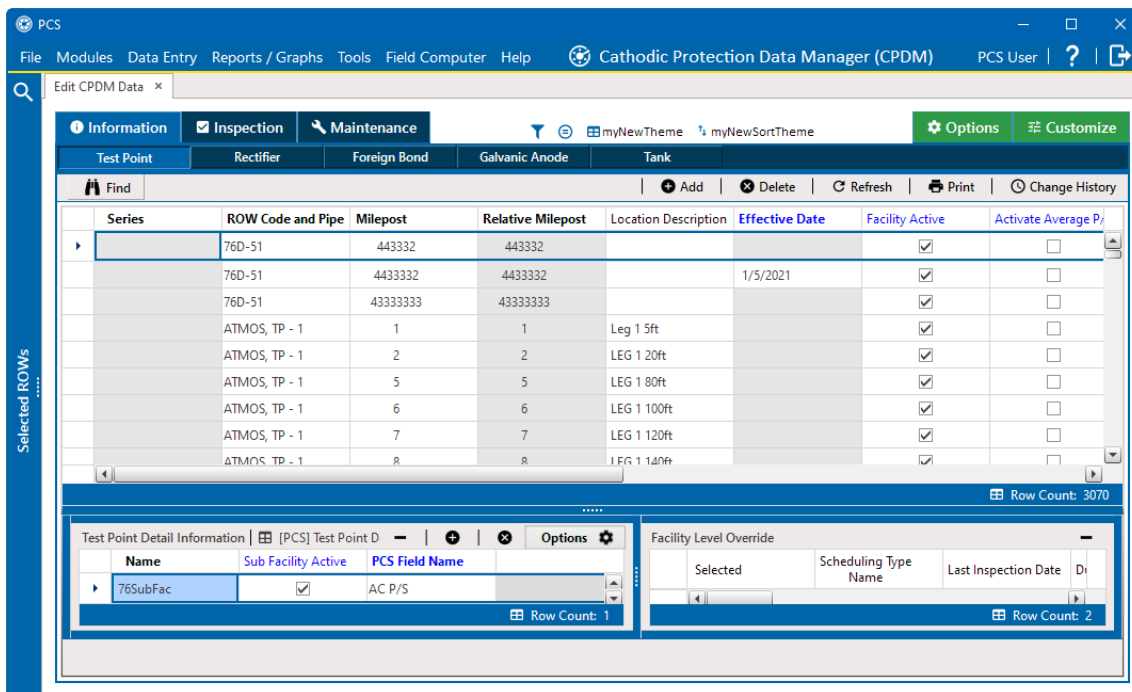 PCS
File Modules Data Entry Reports / Graphs Tools Field Computer Help Cathodic Protection Data Manager (CPDM) PCS User | ? |
Edit CPDM Data ×
Information Inspection Maintenance myNewTheme myNewSortTheme Options Customize
Test Point Rectifier Foreign Bond Galvanic Anode Tank
Find | Add | Delete | Refresh | Print | Change History
Series ROW Code and Pipe Milepost Relative Milepost Location Description Effective Date Facility Active Activate Average P/
76D-51 443332 443332
76D-51 4433332 4433332 1/5/2021
76D-51 43333333 43333333
ATMOS, TP - 1 1 1 Leg 1 5ft
ATMOS, TP - 1 2 2 LEG 1 20ft
ATMOS, TP - 1 5 5 LEG 1 80ft
ATMOS, TP - 1 6 6 LEG 1 100ft
ATMOS, TP - 1 7 7 LEG 1 120ft
ATMOS, TP - 1 8 8 LEG 1 140ft
Selected ROWs
Row Count: 3070
Test Point Detail Information | [PCS] Test Point D | | Options
Name Sub Facility Active PCS Field Name
76SubFac AC P/S
Row Count: 1
Facility Level Override
Selected Scheduling Type Name Last Inspection Date
Row Count: 2